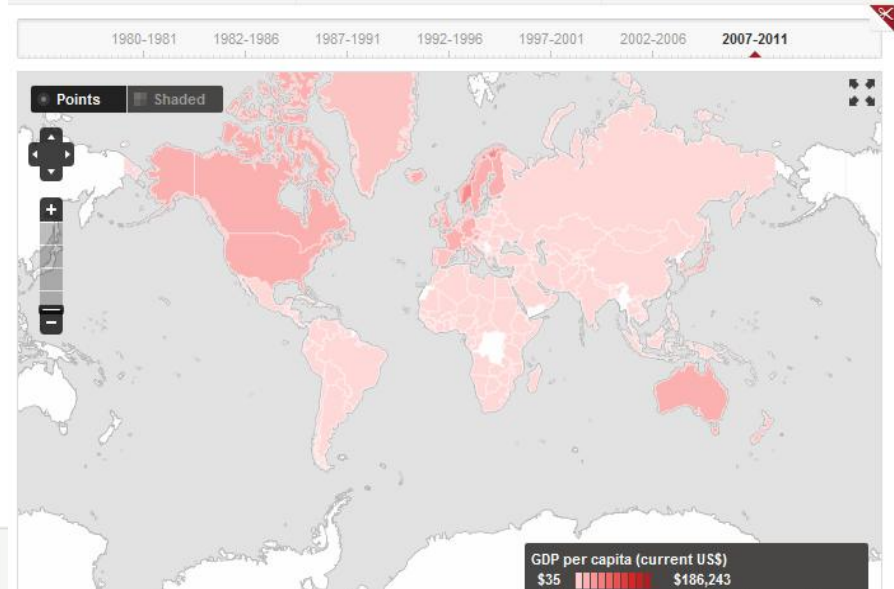 1980-1981 1982-1986 1987-1991 1992-1996 1997-2001 2002-2006 2007-2011
Points Shaded
+
−
GDP per capita (current US$)
$35 $186,243